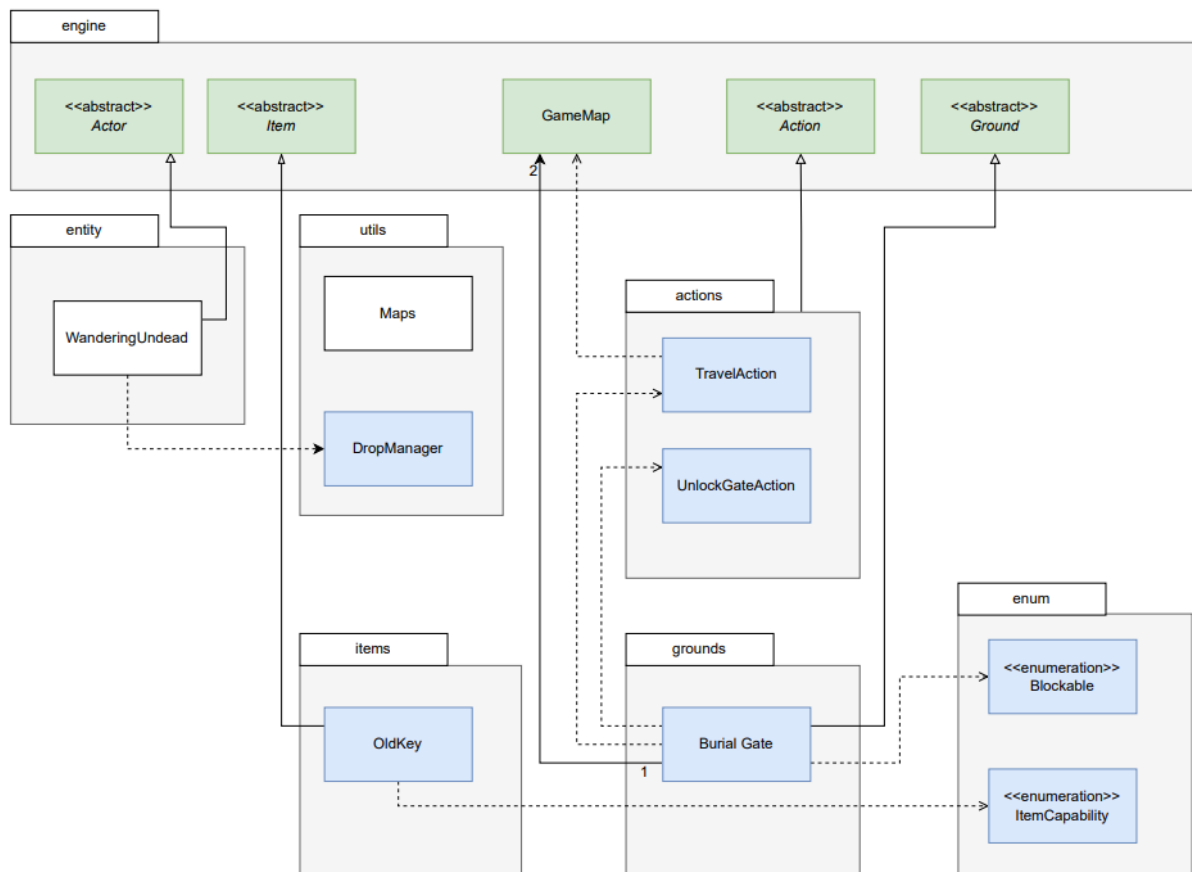 engine
<<abstract>>
Actor
<<abstract>>
Item
GameMap
<<abstract>>
Action
<<abstract>>
Ground
2
entity
utils
WanderingUndead
Maps
DropManager
actions
TravelAction
UnlockGateAction
items
OldKey
grounds
Burial Gate
1
enum
<<enumeration>>
Blockable
<<enumeration>>
ItemCapability